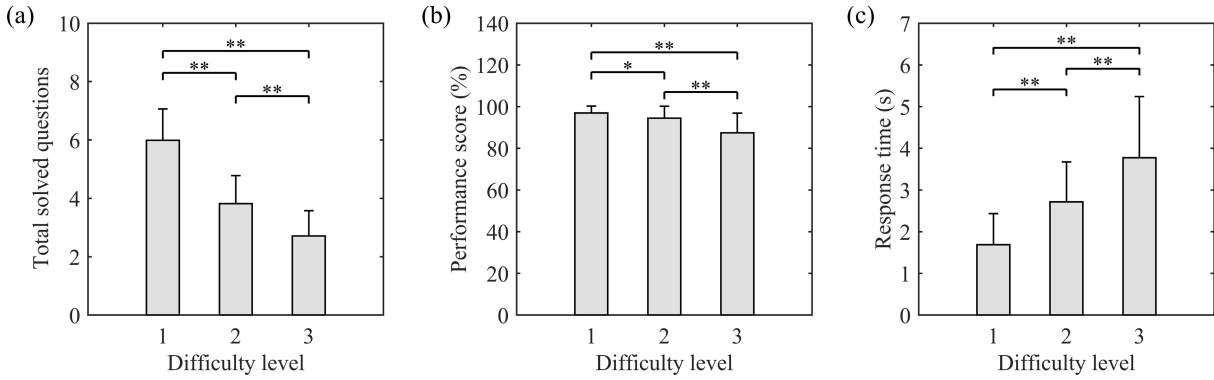 (a)
Total solved questions
10
8
6
4
2
0
**
**
**
1 2 3
Difficulty level
(b)
Performance score (%)
140
120
100
80
60
40
20
0
**
*
**
1 2 3
Difficulty level
(c)
Response time (s)
7
6
5
4
3
2
1
0
**
**
**
1 2 3
Difficulty level